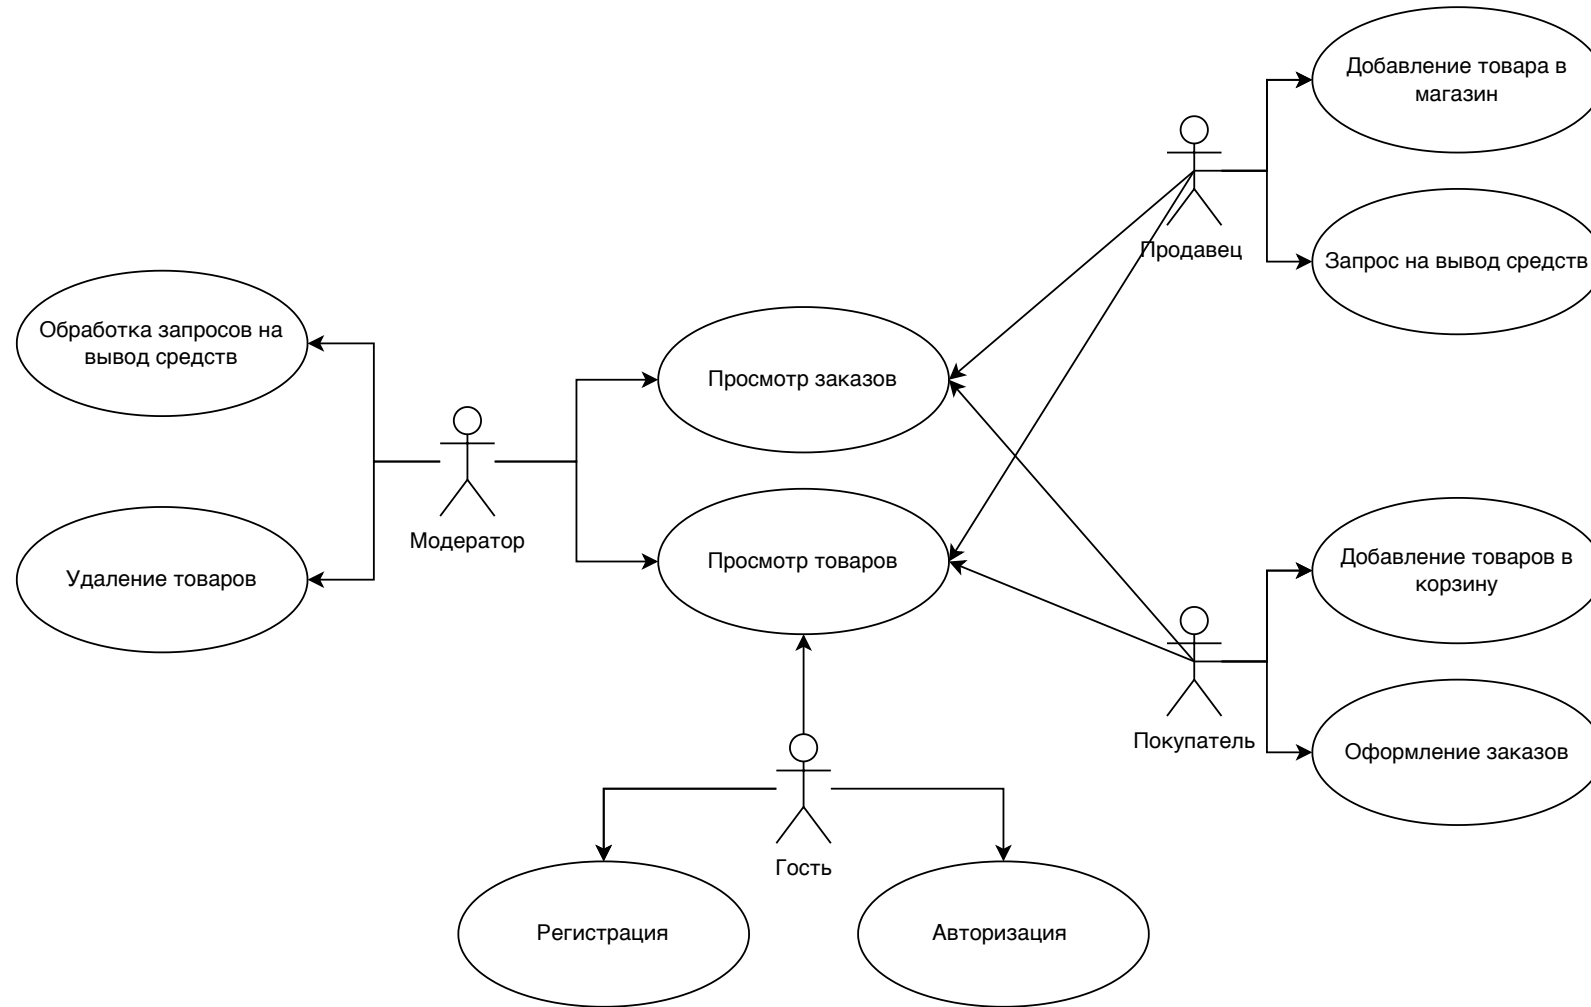 Добавление товара в
магазин
Продавец
Запрос на вывод средств
Обработка запросов на
вывод средств
Просмотр заказов
Модератор
Просмотр товаров
Удаление товаров
Добавление товаров в
корзину
Покупатель
Оформление заказов
Гость
Регистрация
Авторизация